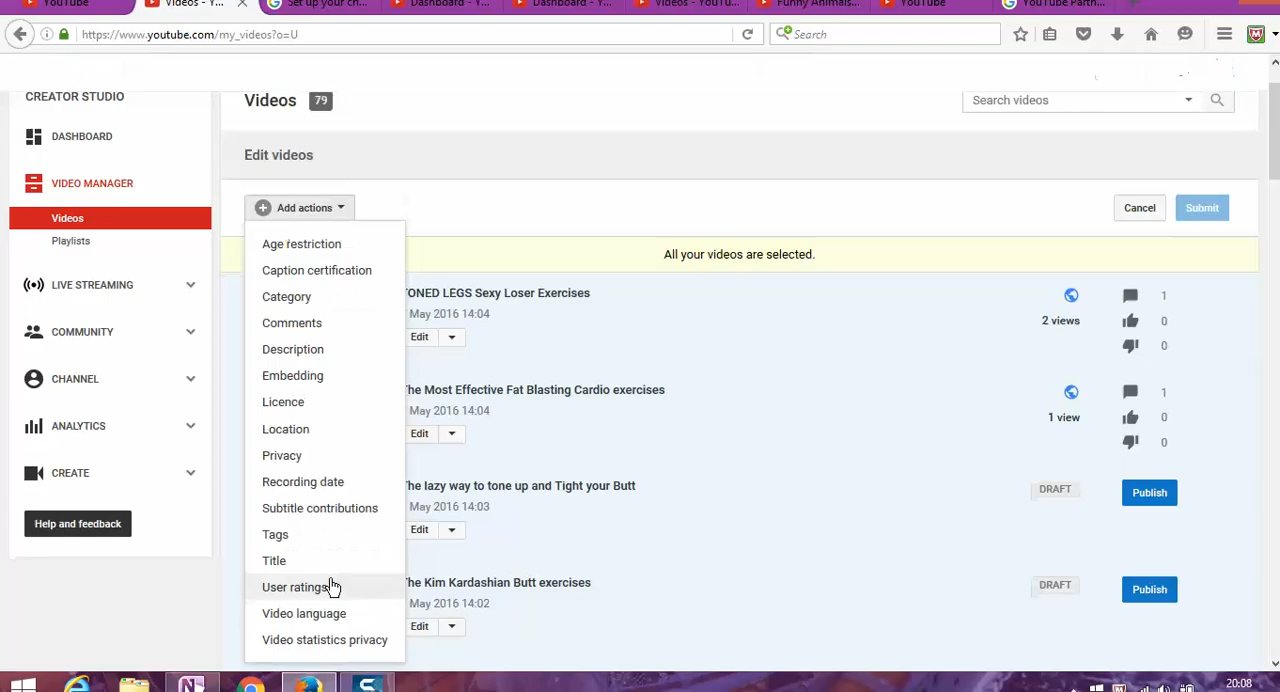 YouTube
Videos - Y...
Set up your ch...
Dashboard - Y...
Dashboard - Y...
Videos - YouTu...
Funny Animals...
YouTube
YouTube Partn...
https://www.youtube.com/my_videos?o=U
Search
CREATOR STUDIO
Videos 79
Search videos
DASHBOARD
Edit videos
VIDEO MANAGER
Add actions
Cancel
Submit
Videos
Playlists
Age restriction
All your videos are selected.
Caption certification
LIVE STREAMING
Category
TONED LEGS Sexy Loser Exercises
1
Comments
May 2016 14:04
2 views
0
COMMUNITY
Edit
0
Description
CHANNEL
Embedding
The Most Effective Fat Blasting Cardio exercises
1
Licence
May 2016 14:04
1 view
0
ANALYTICS
Location
Edit
0
Privacy
CREATE
Recording date
The lazy way to tone up and Tight your Butt
DRAFT
Publish
Subtitle contributions
May 2016 14:03
Help and feedback
Tags
Edit
Title
User ratings
The Kim Kardashian Butt exercises
DRAFT
Publish
Video language
May 2016 14:02
Video statistics privacy
Edit
20:08